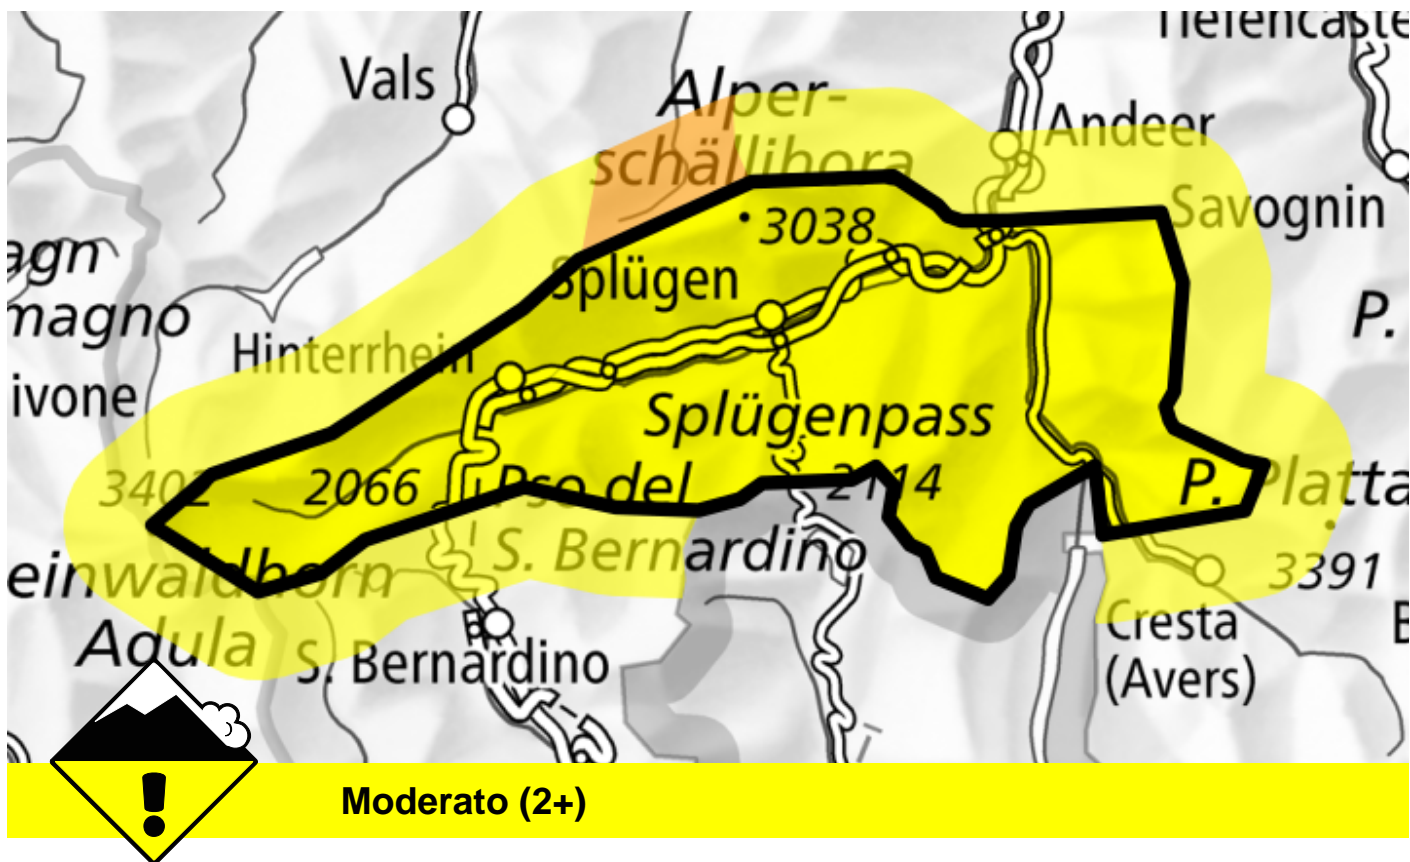 Tiefencaste
Vals
Alper-
schällihora
Andeer
Savognin
3038
agn
magno
Splügen
P.
Hinterrhein
ivone
Splügenpass
3402
2066
Pso del
2114
P. Platta
S. Bernardino
einwaldhorn
3391
Adula
S. Bernardino
Cresta
(Avers)
B
Moderato (2+)